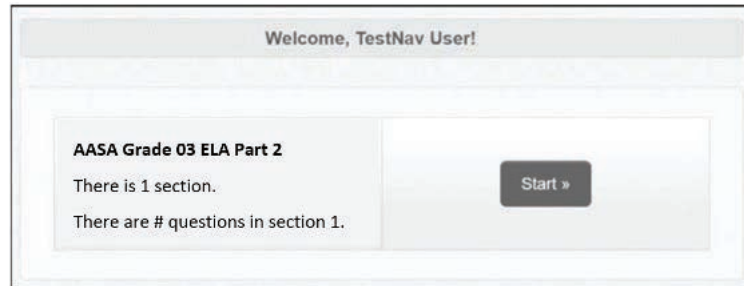 Welcome, TestNav User!
AASA Grade 03 ELA Part 2
There is 1 section.
Start »
There are # questions in section 1.